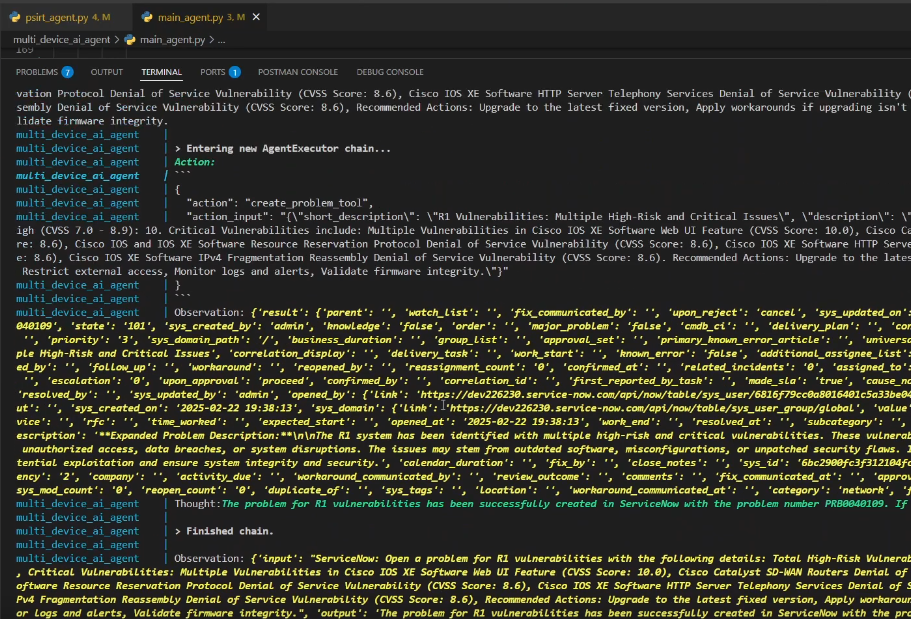 psirt_agent.py 4, M
main_agent.py 3, M
multi_device_ai_agent > main_agent.py > ...
169
PROBLEMS 7 OUTPUT TERMINAL PORTS 1 POSTMAN CONSOLE DEBUG CONSOLE
vation Protocol Denial of Service Vulnerability (CVSS Score: 8.6), Cisco IOS XE Software HTTP Server Telephony Services Denial of Service Vulnerability (
sembly Denial of Service Vulnerability (CVSS Score: 8.6), Recommended Actions: Upgrade to the latest fixed version, Apply workarounds if upgrading isn't
lidate firmware integrity.
multi_device_ai_agent |
multi_device_ai_agent | > Entering new AgentExecutor chain...
multi_device_ai_agent | Action:
multi_device_ai_agent | ```
multi_device_ai_agent | {
multi_device_ai_agent | "action": "create_problem_tool",
multi_device_ai_agent | "action_input": "{\"short_description\": \"R1 Vulnerabilities: Multiple High-Risk and Critical Issues\", \"description\": \"
igh (CVSS 7.0 - 8.9): 10. Critical Vulnerabilities include: Multiple Vulnerabilities in Cisco IOS XE Software Web UI Feature (CVSS Score: 10.0), Cisco Ca
re: 8.6), Cisco IOS and IOS XE Software Resource Reservation Protocol Denial of Service Vulnerability (CVSS Score: 8.6), Cisco IOS XE Software HTTP Serve
e: 8.6), Cisco IOS XE Software IPv4 Fragmentation Reassembly Denial of Service Vulnerability (CVSS Score: 8.6). Recommended Actions: Upgrade to the lates
Restrict external access, Monitor logs and alerts, Validate firmware integrity.\"}"
multi_device_ai_agent | }
multi_device_ai_agent | ```
multi_device_ai_agent | Observation: {'result': {'parent': '', 'watch_list': '', 'fix_communicated_by': '', 'upon_reject': 'cancel', 'sys_updated_on':
040109', 'state': '101', 'sys_created_by': 'admin', 'knowledge': 'false', 'order': '', 'major_problem': 'false', 'cmdb_ci': '', 'delivery_plan': '', 'con
'', 'priority': '3', 'sys_domain_path': '/', 'business_duration': '', 'group_list': '', 'approval_set': '', 'primary_known_error_article': '', 'universa
ple High-Risk and Critical Issues', 'correlation_display': '', 'delivery_task': '', 'work_start': '', 'known_error': 'false', 'additional_assignee_list':
ed_by': '', 'follow_up': '', 'workaround': '', 'reopened_by': '', 'reassignment_count': '0', 'confirmed_at': '', 'related_incidents': '0', 'assigned_to':
'', 'escalation': '0', 'upon_approval': 'proceed', 'confirmed_by': '', 'correlation_id': '', 'first_reported_by_task': '', 'made_sla': 'true', 'cause_no
'resolved_by': '', 'sys_updated_by': 'admin', 'opened_by': {'link': 'https://dev226230.service-now.com/api/now/table/sys_user/6816f79cc0a8016401c5a33be04
ut': '', 'sys_created_on': '2025-02-22 19:38:13', 'sys_domain': {'link': 'https://dev226230.service-now.com/api/now/table/sys_user_group/global', 'value'
vice': '', 'rfc': '', 'time_worked': '', 'expected_start': '', 'opened_at': '2025-02-22 19:38:13', 'work_end': '', 'resolved_at': '', 'subcategory': '',
escription': '**Expanded Problem Description:**\n\nThe R1 system has been identified with multiple high-risk and critical vulnerabilities. These vulnerab
unauthorized access, data breaches, or system disruptions. The issues may stem from outdated software, misconfigurations, or unpatched security flaws. I
tential exploitation and ensure system integrity and security.', 'calendar_duration': '', 'fix_by': '', 'close_notes': '', 'sys_id': '6bc2900fc3f312104fc
ency': '2', 'company': '', 'activity_due': '', 'workaround_communicated_by': '', 'review_outcome': '', 'comments': '', 'fix_communicated_at': '', 'approv
sys_mod_count': '0', 'reopen_count': '0', 'duplicate_of': '', 'sys_tags': '', 'location': '', 'workaround_communicated_at': '', 'category': 'network', 'f
multi_device_ai_agent | Thought:The problem for R1 vulnerabilities has been successfully created in ServiceNow with the problem number PRB0040109. If
multi_device_ai_agent |
multi_device_ai_agent | > Finished chain.
multi_device_ai_agent |
multi_device_ai_agent | Observation: {'input': "ServiceNow: Open a problem for R1 vulnerabilities with the following details: Total High-Risk Vulnerab
, Critical Vulnerabilities: Multiple Vulnerabilities in Cisco IOS XE Software Web UI Feature (CVSS Score: 10.0), Cisco Catalyst SD-WAN Routers Denial of
oftware Resource Reservation Protocol Denial of Service Vulnerability (CVSS Score: 8.6), Cisco IOS XE Software HTTP Server Telephony Services Denial of S
Pv4 Fragmentation Reassembly Denial of Service Vulnerability (CVSS Score: 8.6), Recommended Actions: Upgrade to the latest fixed version, Apply workaroun
or logs and alerts, Validate firmware integrity.", 'output': 'The problem for R1 vulnerabilities has been successfully created in ServiceNow with the pro